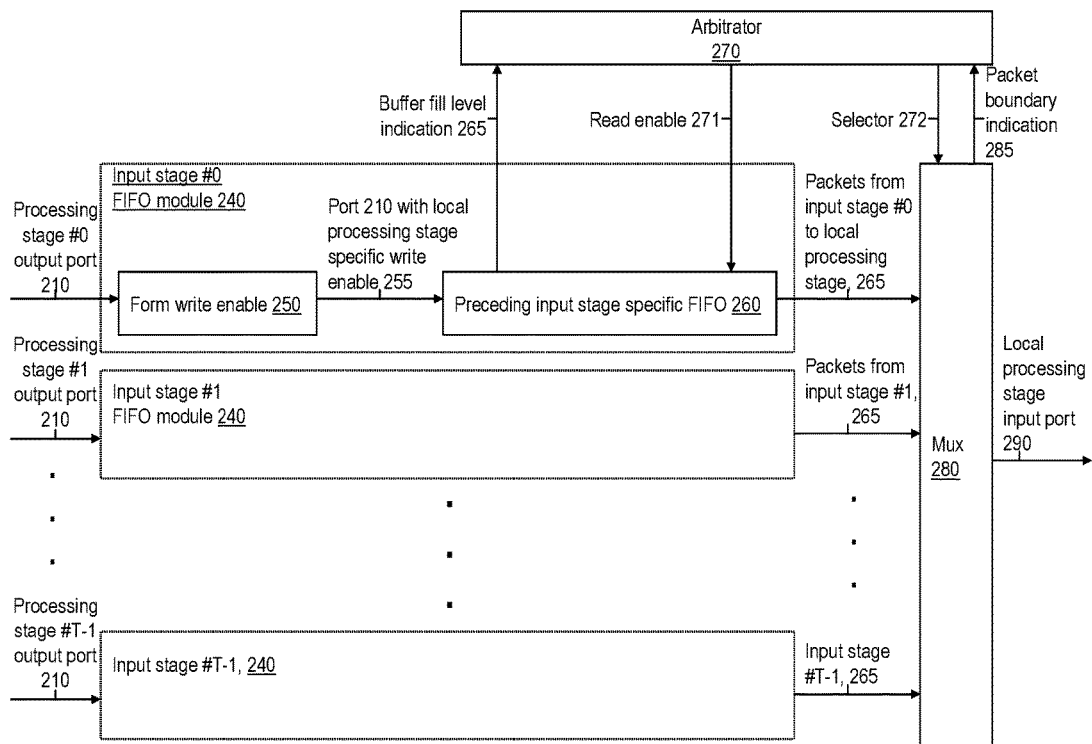 Arbitrator
270
Buffer fill level
indication 265
Read enable 271
Selector 272
Packet
boundary
indication
285
Input stage #0
FIFO module 240
Processing
stage #0
output port
210
Port 210 with local
processing stage
specific write
enable 255
Packets from
input stage #0
to local
processing
stage, 265
Form write enable 250
Preceding input stage specific FIFO 260
Processing
stage #1
output port
210
Input stage #1
FIFO module 240
Packets from
input stage #1,
265
Mux
280
Local
processing
stage
input port
290
Processing
stage #T-1
output port
210
Input stage #T-1, 240
Input stage
#T-1, 265